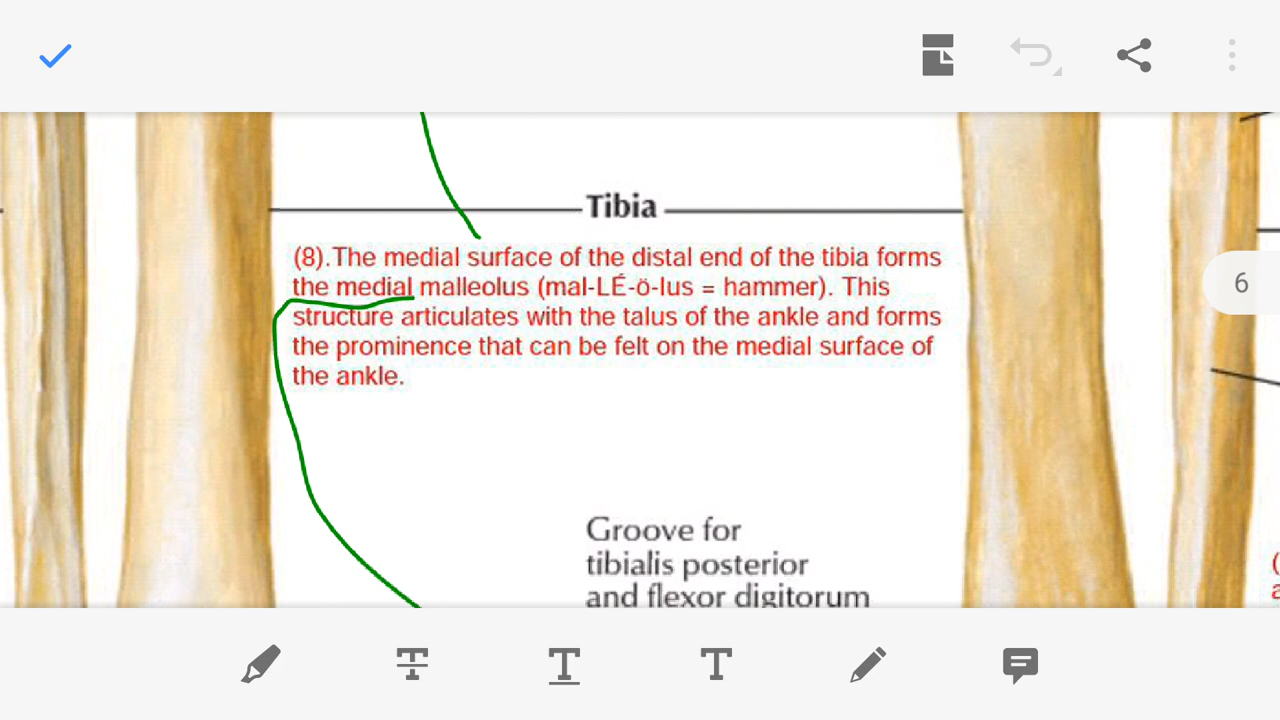 Tibia
(8).The medial surface of the distal end of the tibia forms
the medial malleolus (mal-LÉ-ö-lus = hammer). This
structure articulates with the talus of the ankle and forms
the prominence that can be felt on the medial surface of
the ankle.
6
Groove for
tibialis posterior
and flexor digitorum
(
a